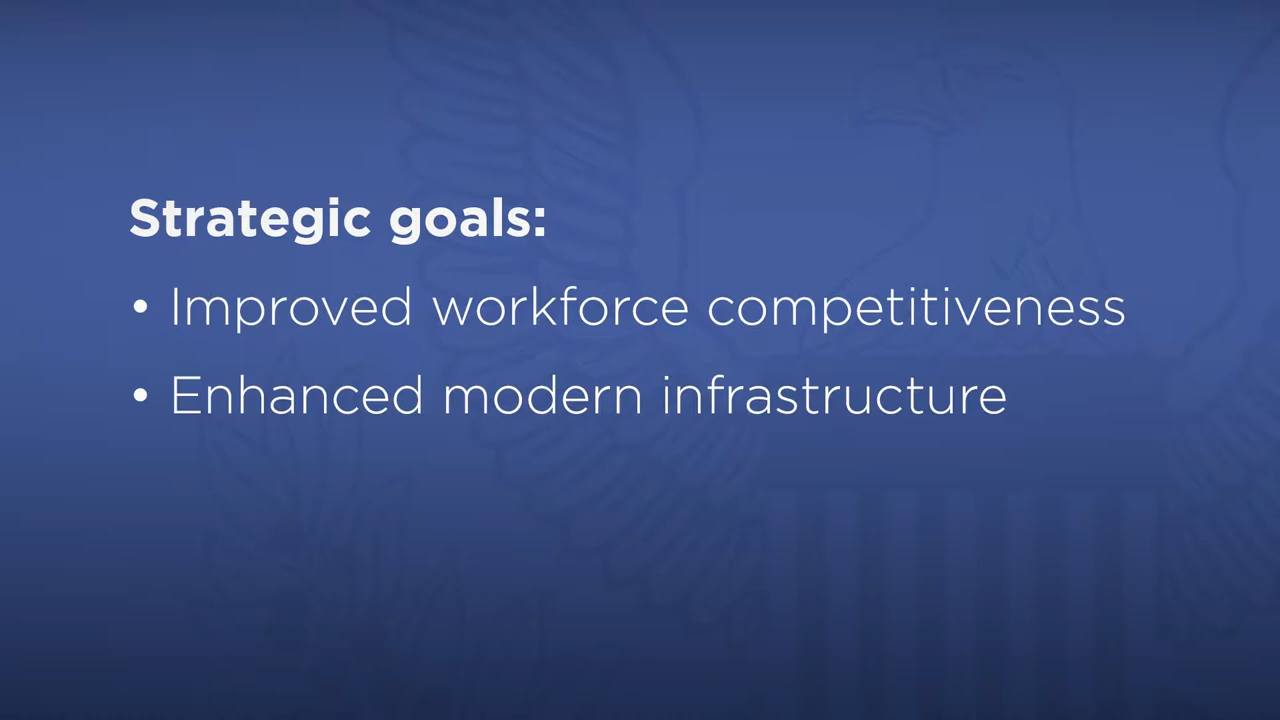 Strategic goals:
• Improved workforce competitiveness
• Enhanced modern infrastructure